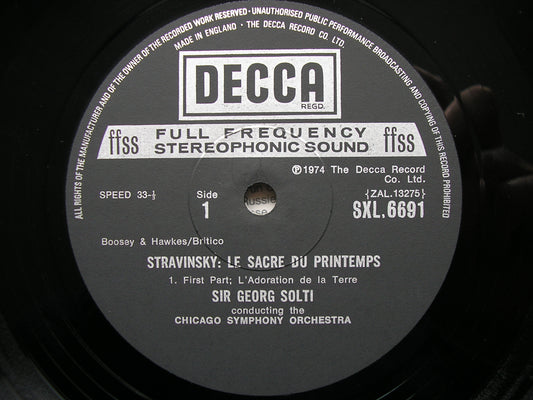 ALL RIGHTS OF THE MANUFACTURER AND OF THE OWNER OF THE RECORDED WORK RESERVED · UNAUTHORISED PUBLIC PERFORMANCE BROADCASTING AND COPYING OF THIS RECORD PROHIBITED
MADE IN ENGLAND · THE DECCA RECORD CO. LTD.
DECCA
REGD.
ffss FULL FREQUENCY STEREOPHONIC SOUND ffss
℗1974 The Decca Record Co. Ltd.
SPEED 33-⅓
Side 1
{ZAL.13275}
SXL.6691
Boosey & Hawkes/Britico
STRAVINSKY: LE SACRE DU PRINTEMPS
1. First Part; L'Adoration de la Terre
SIR GEORG SOLTI
conducting the
CHICAGO SYMPHONY ORCHESTRA